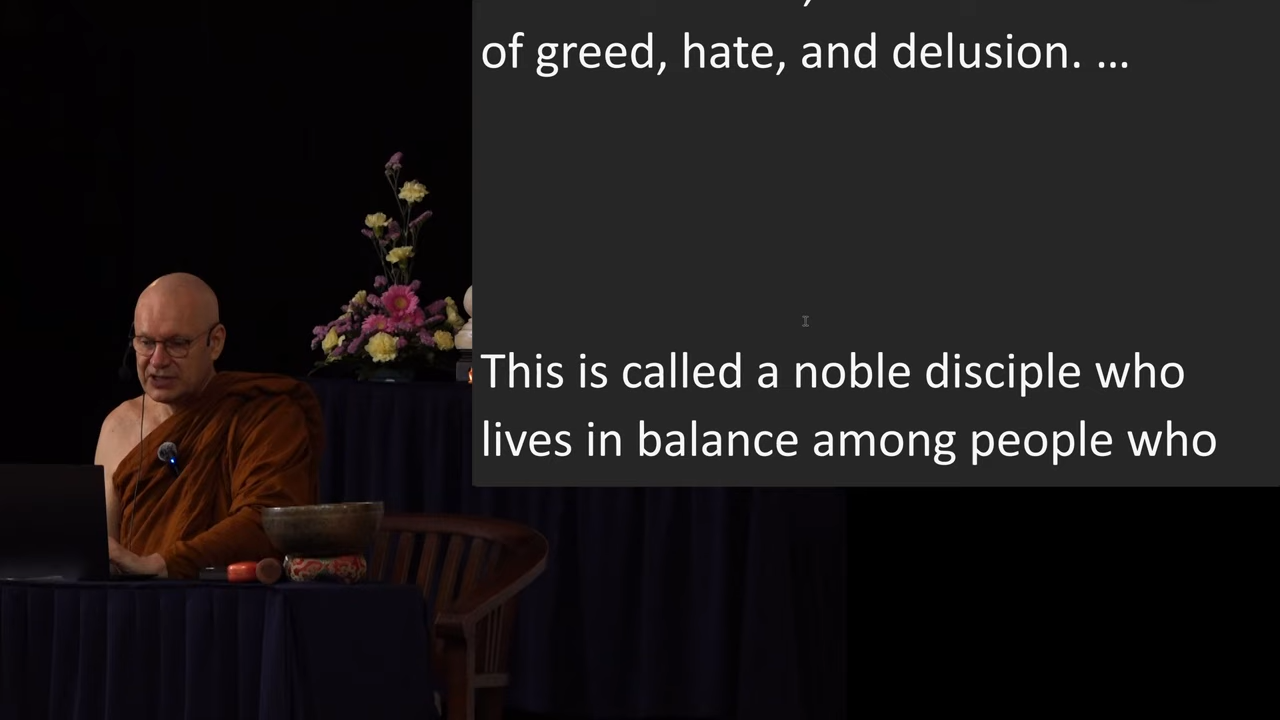 of greed, hate, and delusion. ...
This is called a noble disciple who
lives in balance among people who